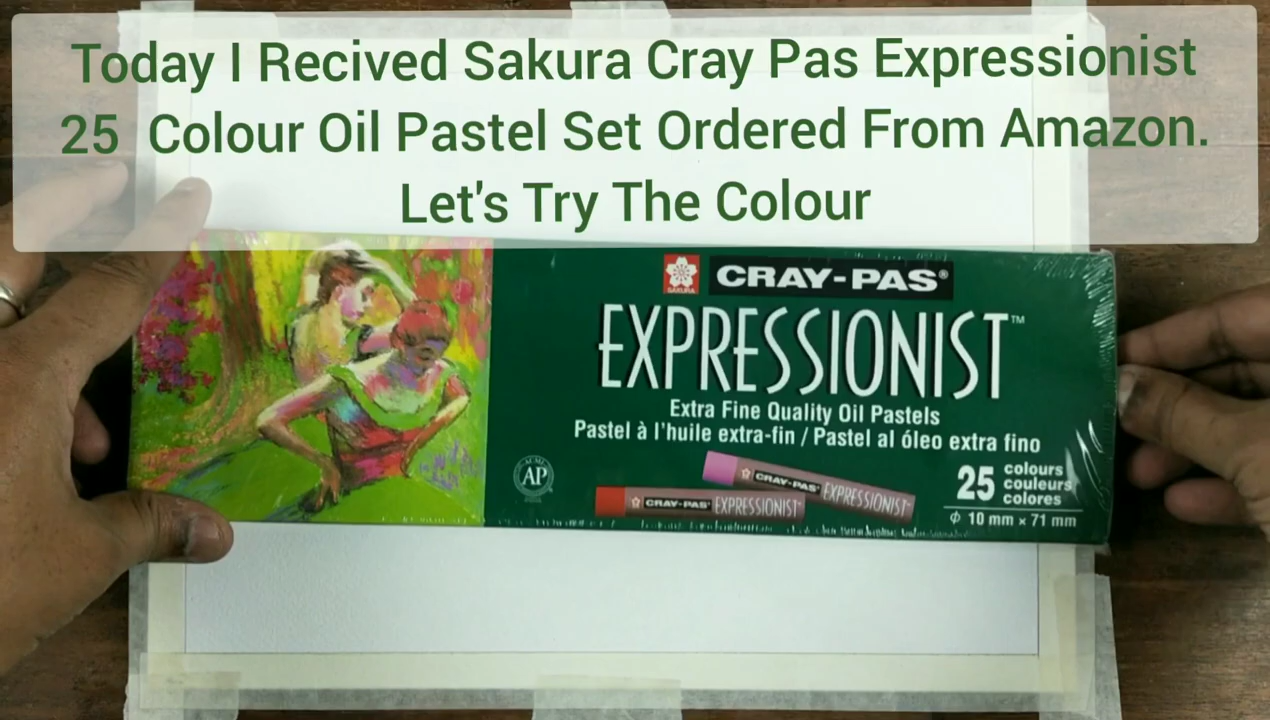 Today I Recived Sakura Cray Pas Expressionist
25 Colour Oil Pastel Set Ordered From Amazon.
Let's Try The Colour
SAKURA
CRAY-PAS®
EXPRESSIONIST™
Extra Fine Quality Oil Pastels
Pastel à l'huile extra-fin / Pastel al óleo extra fino
AP
CRAY-PAS® EXPRESSIONIST
CRAY-PAS® EXPRESSIONIST
25 colours
couleurs
colores
ϕ 10 mm × 71 mm